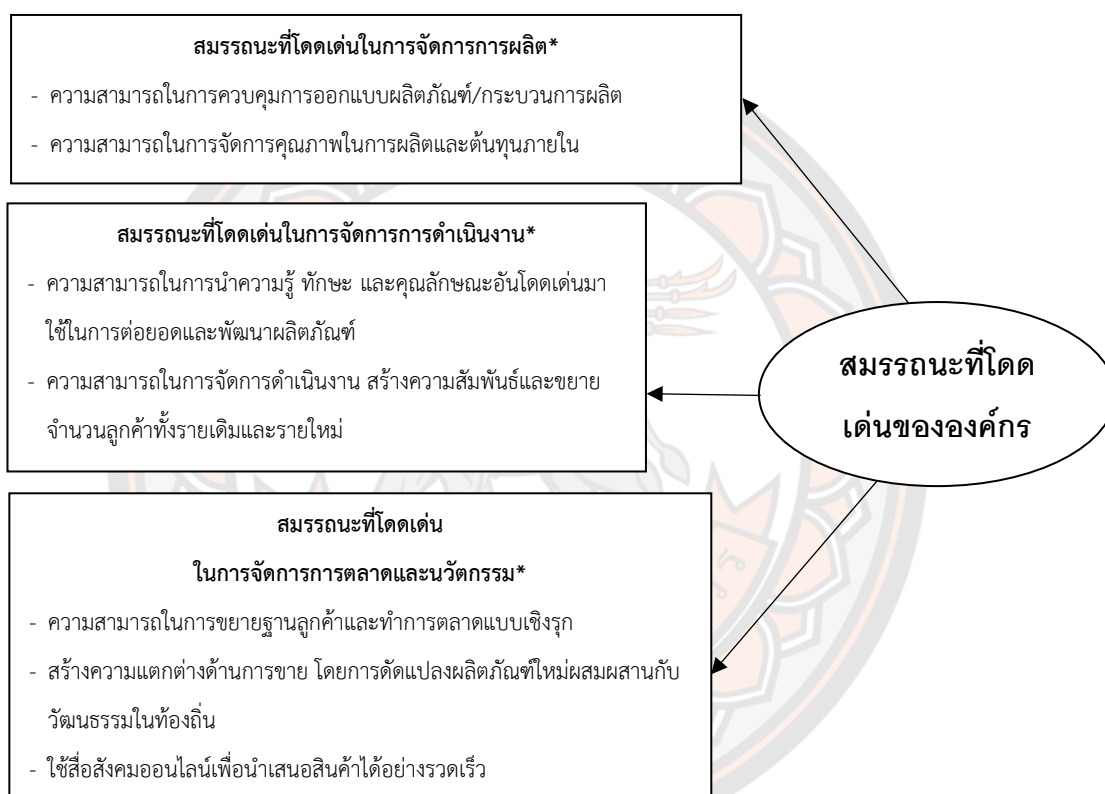 สมรรถนะที่โดดเด่นในการจัดการการผลิต*
- ความสามารถในการควบคุมการออกแบบผลิตภัณฑ์/กระบวนการผลิต
- ความสามารถในการจัดการคุณภาพในการผลิตและต้นทุนภายใน
สมรรถนะที่โดดเด่นในการจัดการการดำเนินงาน*
- ความสามารถในการนำความรู้ ทักษะ และคุณลักษณะอันโดดเด่นมา
ใช้ในการต่อยอดและพัฒนาผลิตภัณฑ์
- ความสามารถในการจัดการดำเนินงาน สร้างความสัมพันธ์และขยาย
จำนวนลูกค้าทั้งรายเดิมและรายใหม่
สมรรถนะที่โดดเด่น
ในการจัดการการตลาดและนวัตกรรม*
- ความสามารถในการขยายฐานลูกค้าและทำการตลาดแบบเชิงรุก
- สร้างความแตกต่างด้านการขาย โดยการดัดแปลงผลิตภัณฑ์ใหม่ผสมผสานกับ
วัฒนธรรมในท้องถิ่น
- ใช้สื่อสังคมออนไลน์เพื่อนำเสนอสินค้าได้อย่างรวดเร็ว
สมรรถนะที่โดด
เด่นขององค์กร